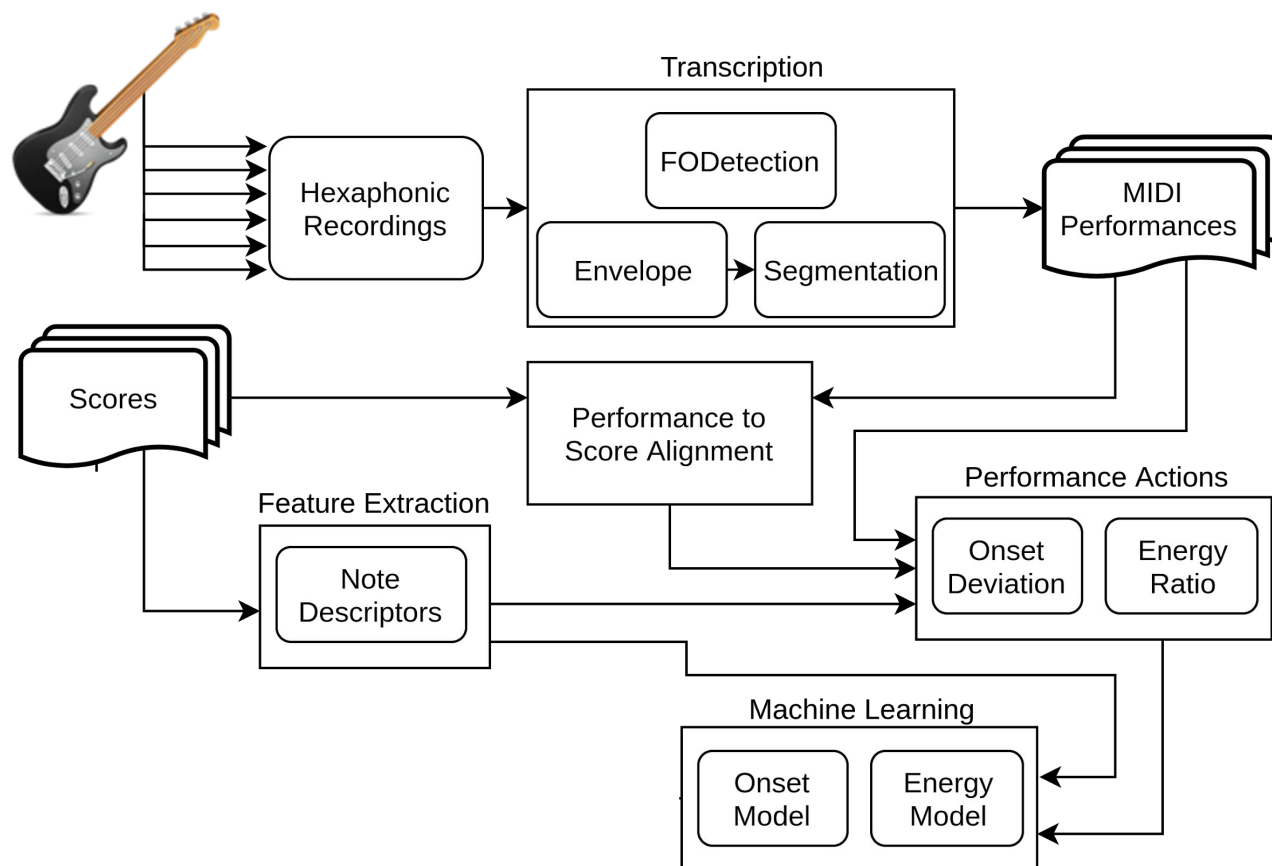 Transcription
FODetection
Hexaphonic
Recordings
MIDI
Performances
Envelope
Segmentation
Scores
Performance to
Score Alignment
Performance Actions
Feature Extraction
Onset
Deviation
Energy
Ratio
Note
Descriptors
Machine Learning
Onset
Model
Energy
Model